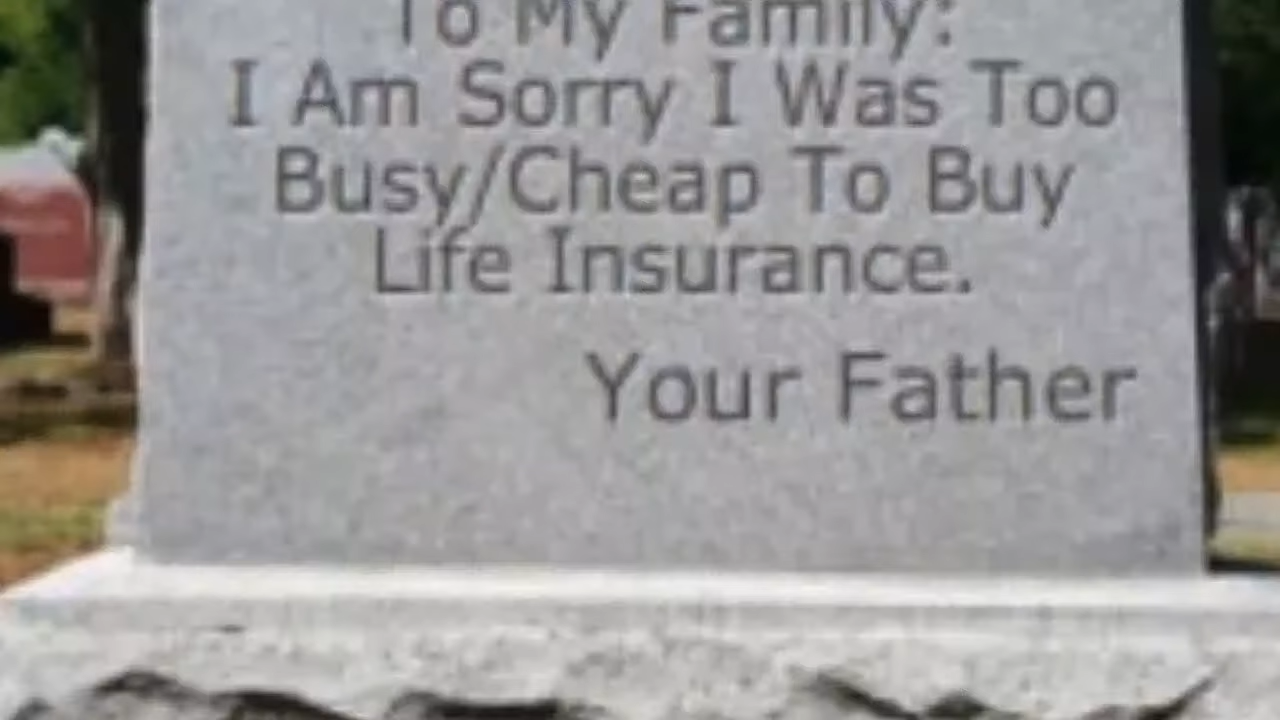 To My Family:
I Am Sorry I Was Too
Busy/Cheap To Buy
Life Insurance.
Your Father